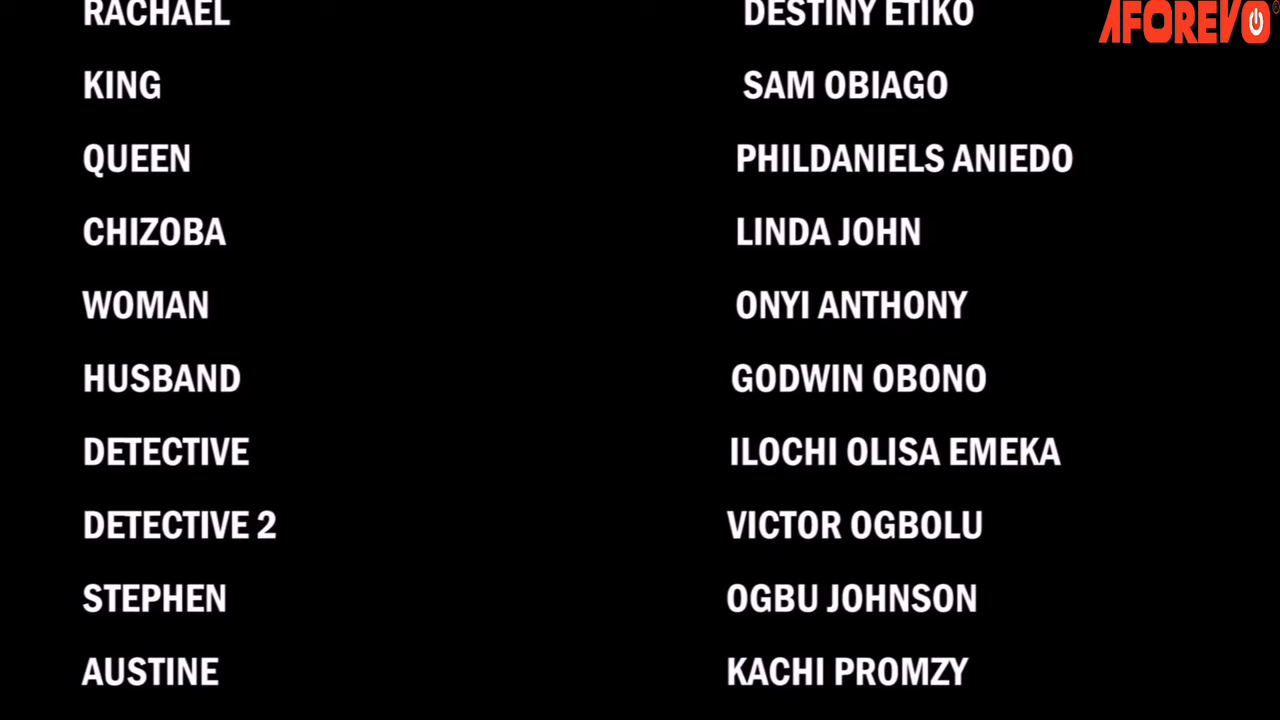 RACHAEL DESTINY ETIKO
AFOREVO
KING SAM OBIAGO
QUEEN PHILDANIELS ANIEDO
CHIZOBA LINDA JOHN
WOMAN ONYI ANTHONY
HUSBAND GODWIN OBONO
DETECTIVE ILOCHI OLISA EMEKA
DETECTIVE 2 VICTOR OGBOLU
STEPHEN OGBU JOHNSON
AUSTINE KACHI PROMZY